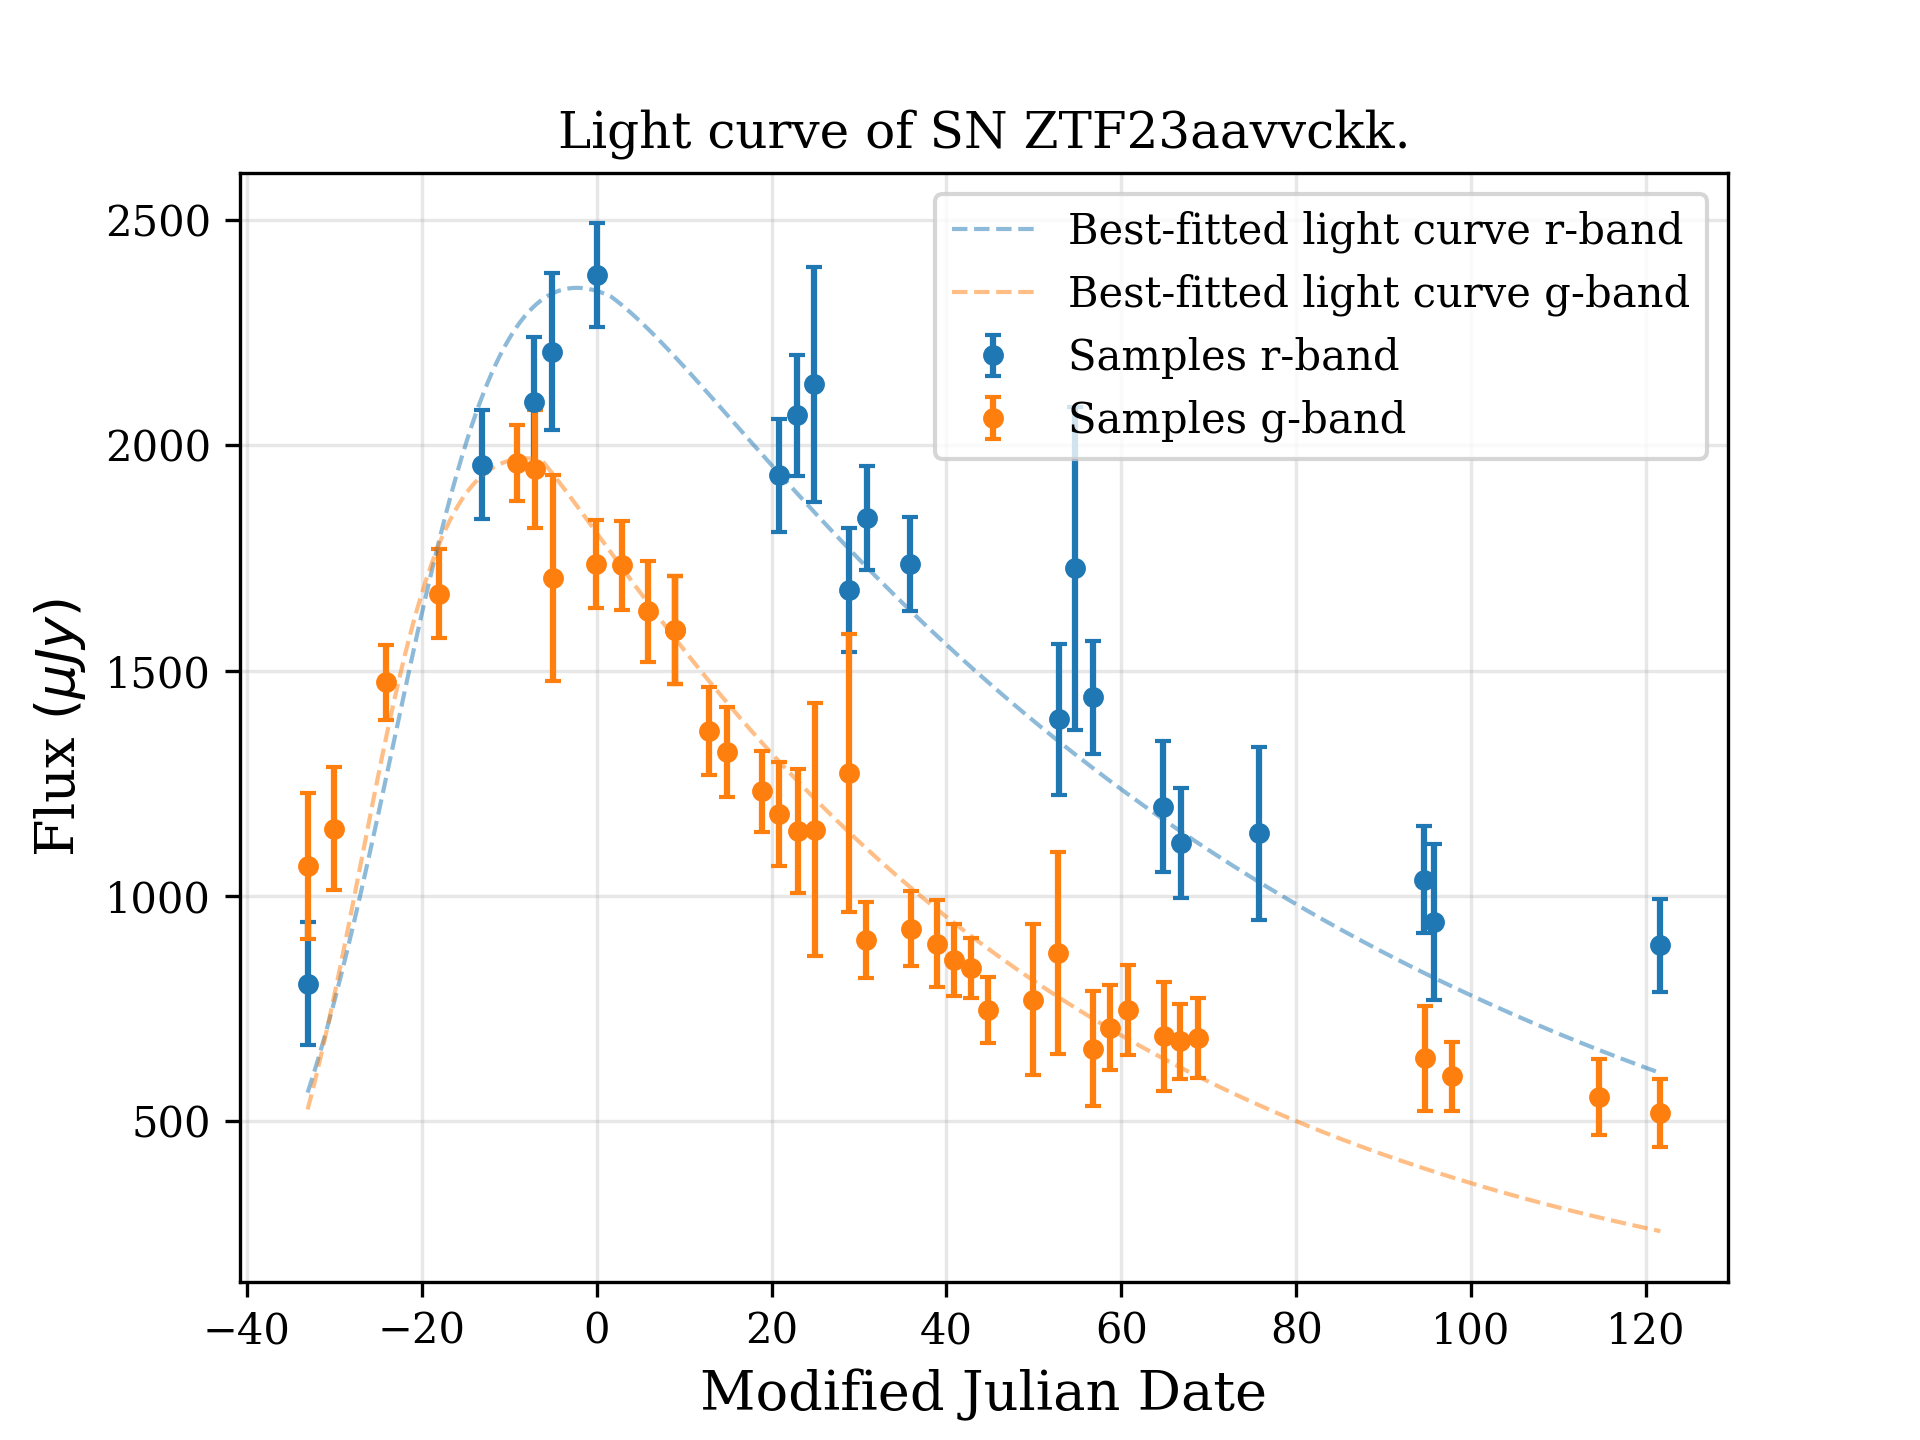 Light curve of SN ZTF23aavvckk.
Best-fitted light curve r-band
Best-fitted light curve g-band
Samples r-band
Samples g-band
Flux (μJy)
2500
2000
1500
1000
500
−40 −20 0 20 40 60 80 100 120
Modified Julian Date